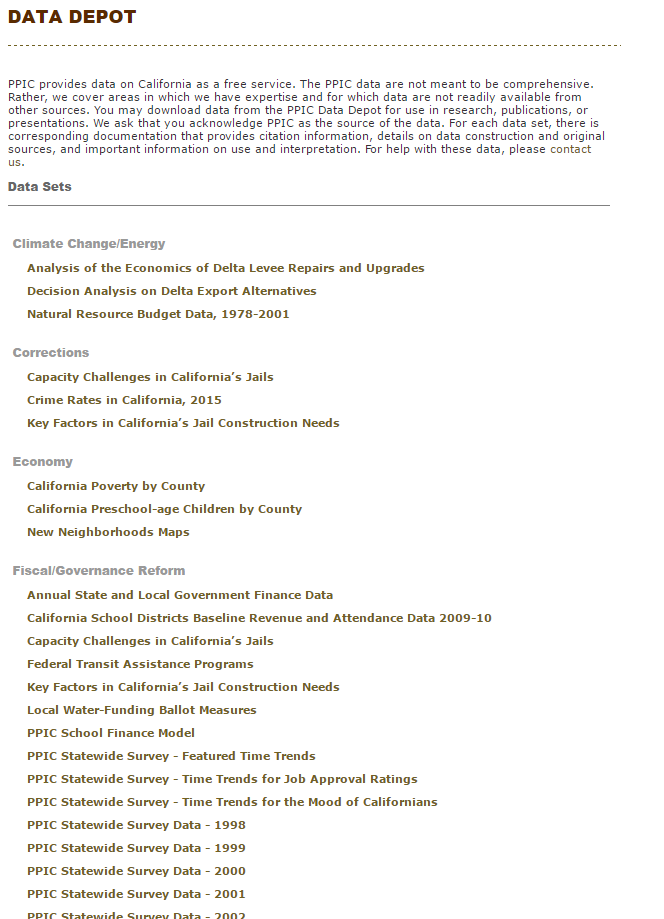 DATA DEPOT
PPIC provides data on California as a free service. The PPIC data are not meant to be comprehensive.
Rather, we cover areas in which we have expertise and for which data are not readily available from
other sources. You may download data from the PPIC Data Depot for use in research, publications, or
presentations. We ask that you acknowledge PPIC as the source of the data. For each data set, there is
corresponding documentation that provides citation information, details on data construction and original
sources, and important information on use and interpretation. For help with these data, please contact
us.
Data Sets
Climate Change/Energy
Analysis of the Economics of Delta Levee Repairs and Upgrades
Decision Analysis on Delta Export Alternatives
Natural Resource Budget Data, 1978-2001
Corrections
Capacity Challenges in California’s Jails
Crime Rates in California, 2015
Key Factors in California’s Jail Construction Needs
Economy
California Poverty by County
California Preschool-age Children by County
New Neighborhoods Maps
Fiscal/Governance Reform
Annual State and Local Government Finance Data
California School Districts Baseline Revenue and Attendance Data 2009-10
Capacity Challenges in California’s Jails
Federal Transit Assistance Programs
Key Factors in California’s Jail Construction Needs
Local Water-Funding Ballot Measures
PPIC School Finance Model
PPIC Statewide Survey - Featured Time Trends
PPIC Statewide Survey - Time Trends for Job Approval Ratings
PPIC Statewide Survey - Time Trends for the Mood of Californians
PPIC Statewide Survey Data - 1998
PPIC Statewide Survey Data - 1999
PPIC Statewide Survey Data - 2000
PPIC Statewide Survey Data - 2001
PPIC Statewide Survey Data - 2002